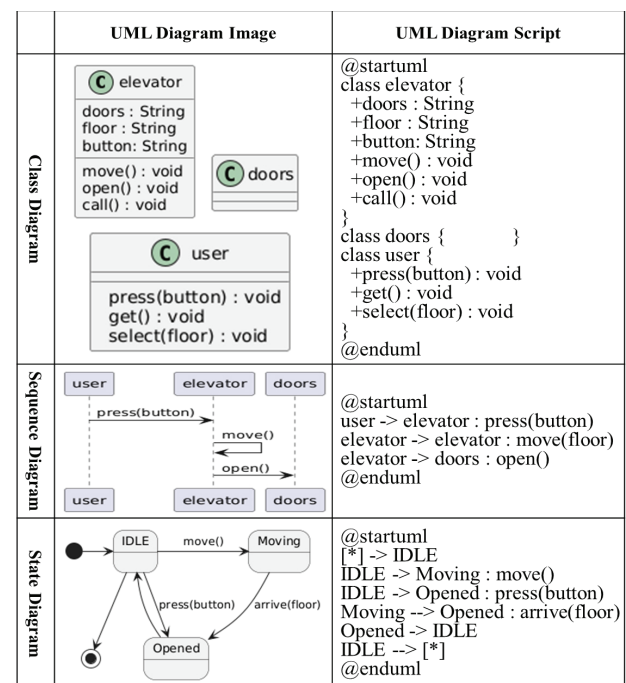 UML Diagram Image
UML Diagram Script
Class Diagram
C elevator
doors : String
floor : String
button: String
move() : void
open() : void
call() : void
C doors
C user
press(button) : void
get() : void
select(floor) : void
@startuml
class elevator {
+doors : String
+floor : String
+button: String
+move() : void
+open() : void
+call() : void
}
class doors { }
class user {
+press(button) : void
+get() : void
+select(floor) : void
}
@enduml
Sequence Diagram
user elevator doors
press(button)
move()
open()
user elevator doors
@startuml
user -> elevator : press(button)
elevator -> elevator : move(floor)
elevator -> doors : open()
@enduml
State Diagram
IDLE move() Moving
press(button) arrive(floor)
Opened
@startuml
[*] -> IDLE
IDLE -> Moving : move()
IDLE -> Opened : press(button)
Moving --> Opened : arrive(floor)
Opened -> IDLE
IDLE --> [*]
@enduml